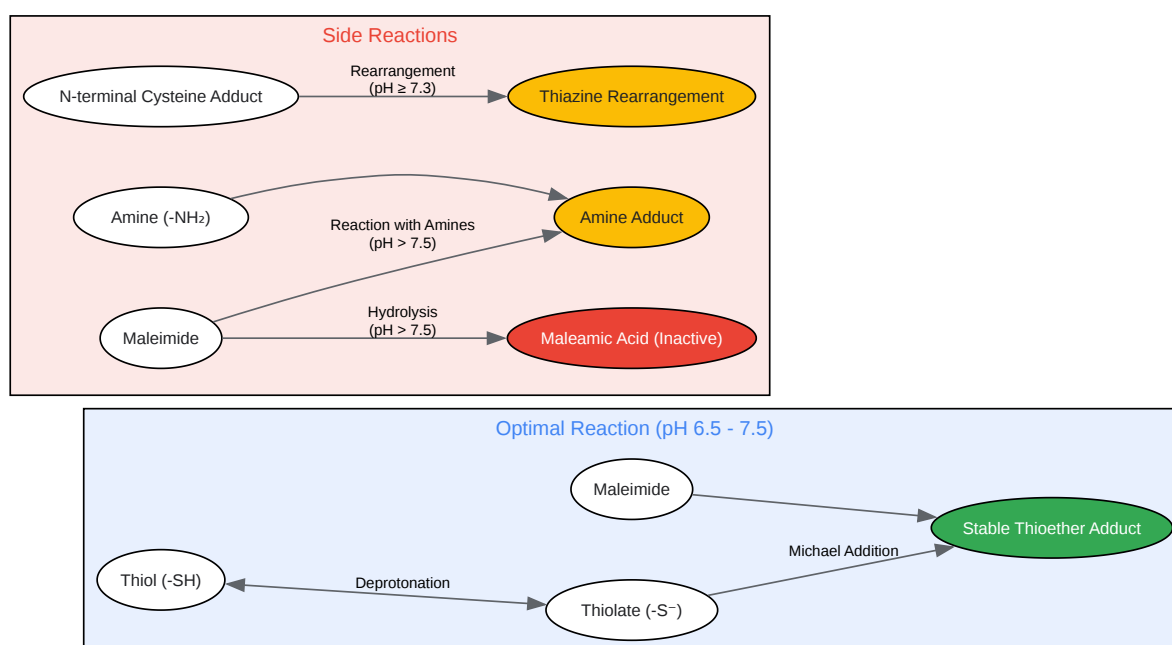 Side Reactions
Rearrangement
(pH ≥ 7.3)
N-terminal Cysteine Adduct
Thiazine Rearrangement
Amine (-NH₂)
Amine Adduct
Reaction with Amines
(pH > 7.5)
Hydrolysis
(pH > 7.5)
Maleimide
Maleamic Acid (Inactive)
Optimal Reaction (pH 6.5 - 7.5)
Maleimide
Stable Thioether Adduct
Michael Addition
Thiol (-SH)
Deprotonation
Thiolate (-S⁻)